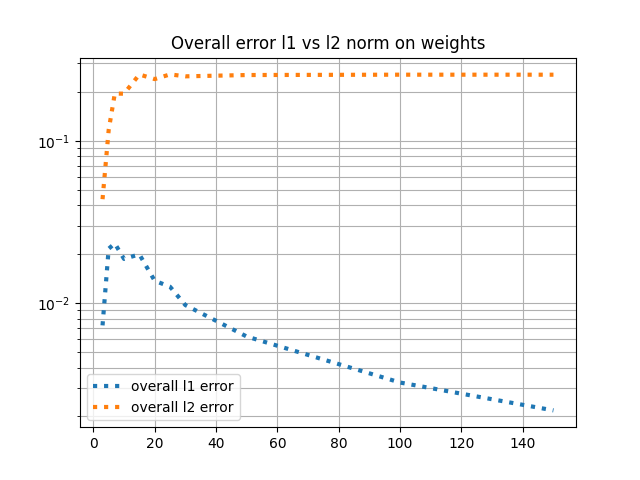 Overall error l1 vs l2 norm on weights
10⁻¹
10⁻²
overall l1 error
overall l2 error
0 20 40 60 80 100 120 140